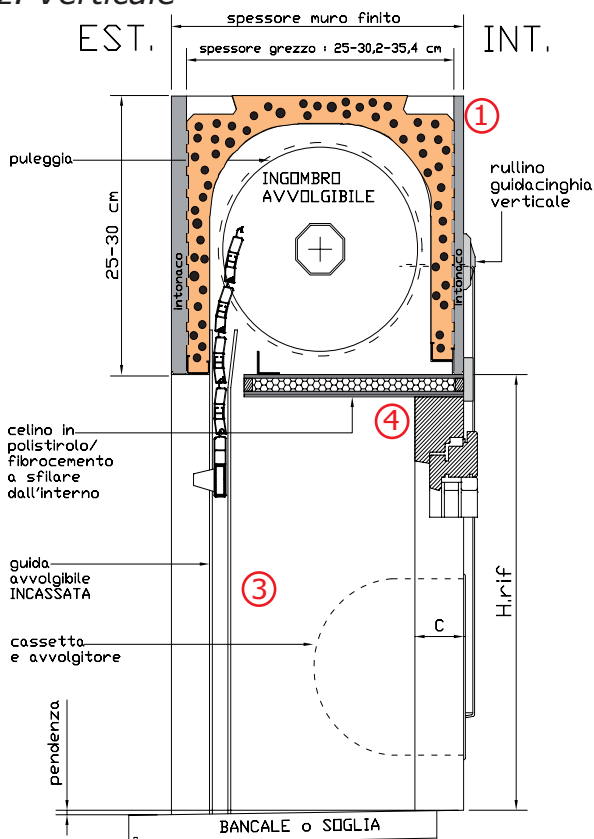 Verticale
spessore muro finito
EST.
INT.
spessore grezzo : 25-30,2-35,4 cm
1
puleggia
INGOMBRO
AVVOLGIBILE
rullino
guidacinghia
verticale
25-30 cm
intonaco
intonaco
4
celino in
polistirolo/
fibrocemento
a sfilare
dall'interno
guida
avvolgibile
INCASSATA
3
H.rif
C
cassetta
e avvolgitore
pendenza
BANCALE o SOGLIA